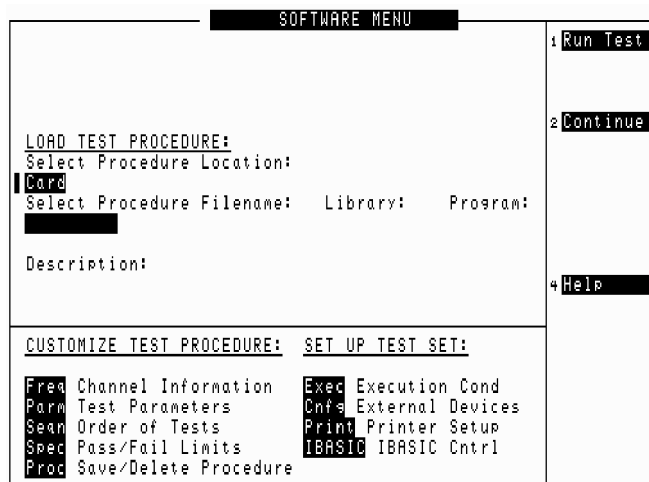 SOFTWARE MENU
1 Run Test
2 Continue
LOAD TEST PROCEDURE:
Select Procedure Location:
Card
Select Procedure Filename: Library: Program:
Description:
4 Help
CUSTOMIZE TEST PROCEDURE: SET UP TEST SET:
Freq Channel Information Exec Execution Cond
Parm Test Parameters Cnfg External Devices
Seqn Order of Tests Print Printer Setup
Spec Pass/Fail Limits IBASIC IBASIC Cntrl
Proc Save/Delete Procedure